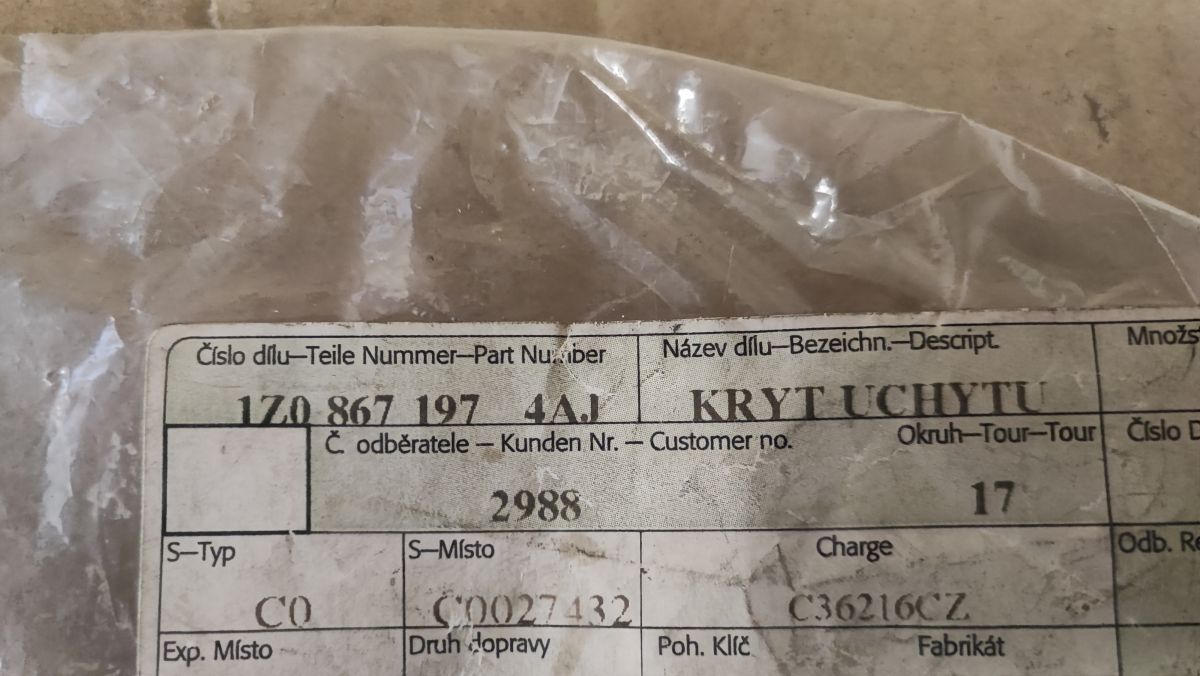 Číslo dílu–Teile Nummer–Part Number Název dílu–Bezeichn.–Descript. Množs
1Z0 867 197 4AJ KRYT UCHYTU
Č. odběratele – Kunden Nr. – Customer no. Okruh–Tour–Tour Číslo D
2988 17
S–Typ S–Místo Charge Odb. Re
C0 C0027432 C36216CZ
Exp. Místo Druh dopravy Poh. Klíč Fabrikát